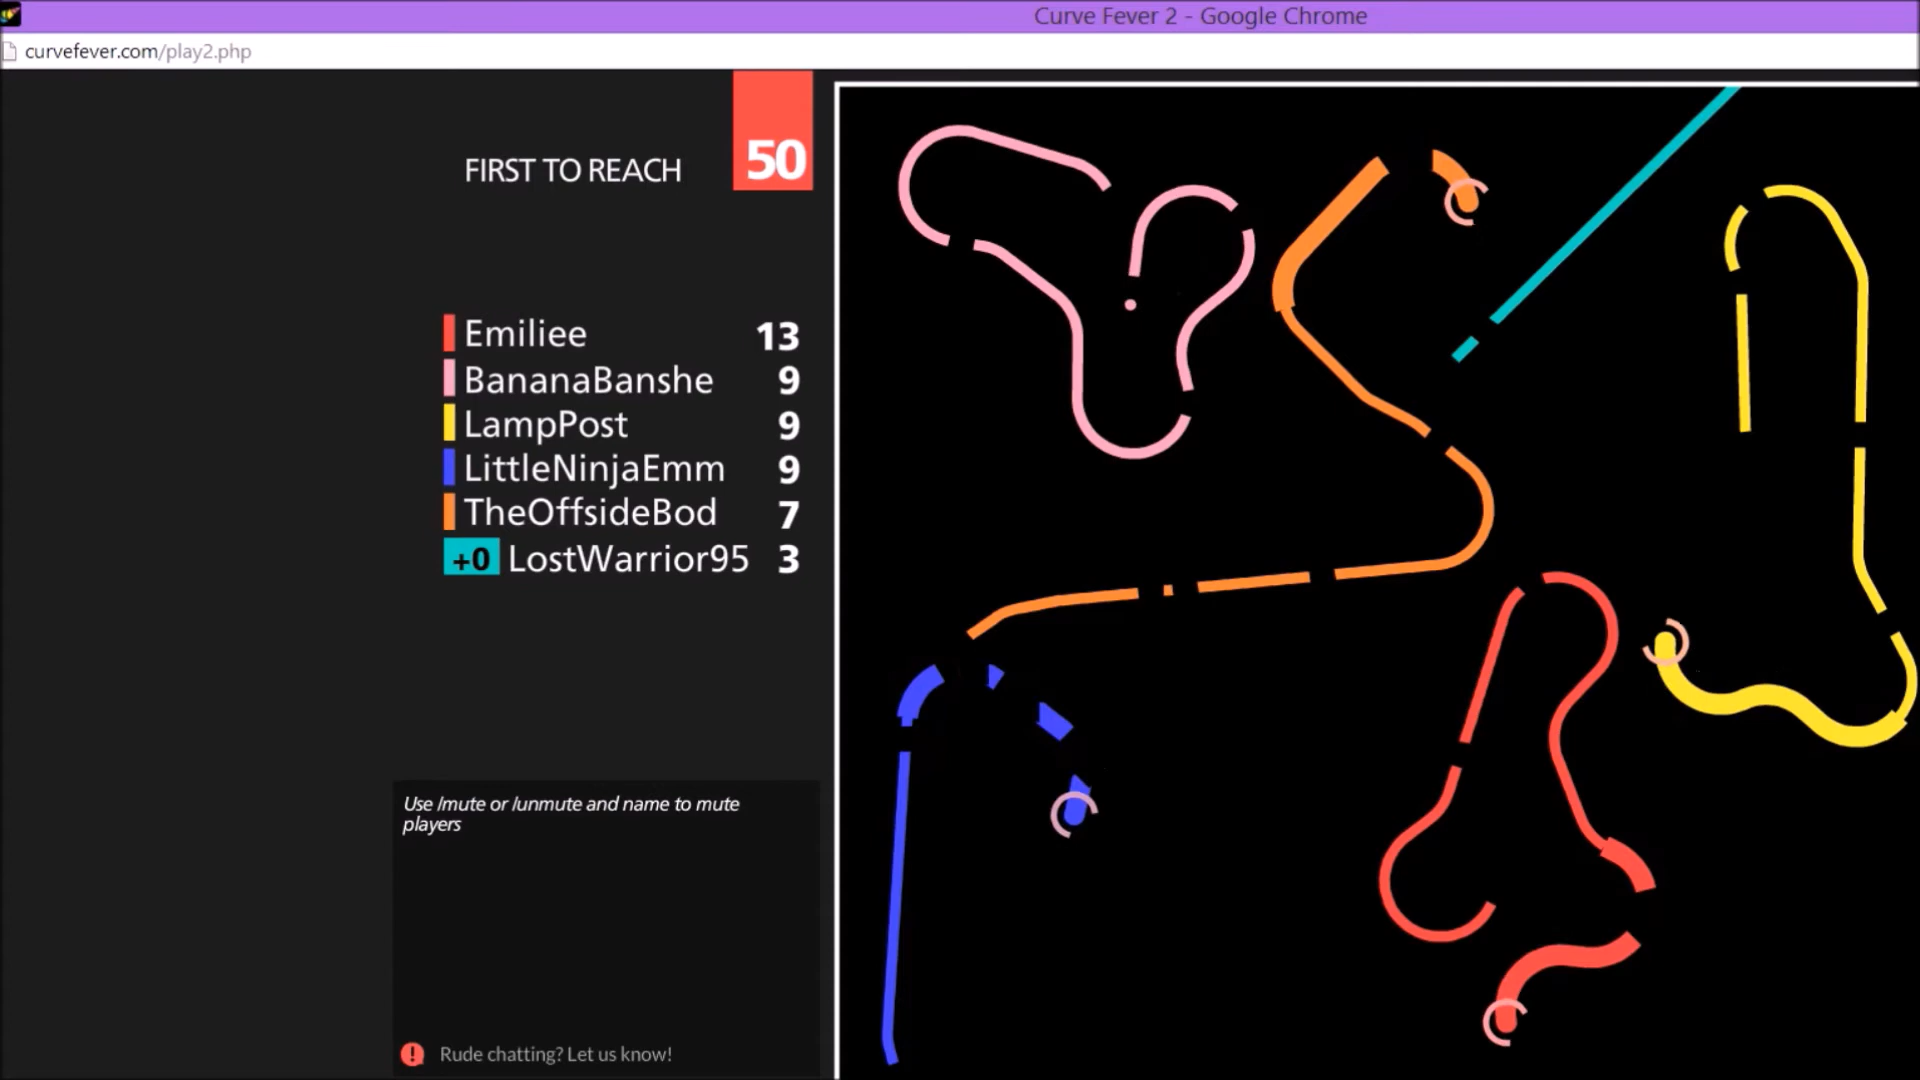 Curve Fever 2 - Google Chrome
curvefever.com/play2.php
FIRST TO REACH 50
Emiliee 13
BananaBanshe 9
LampPost 9
LittleNinjaEmm 9
TheOffsideBod 7
+0 LostWarrior95 3
Use /mute or /unmute and name to mute
players
! Rude chatting? Let us know!